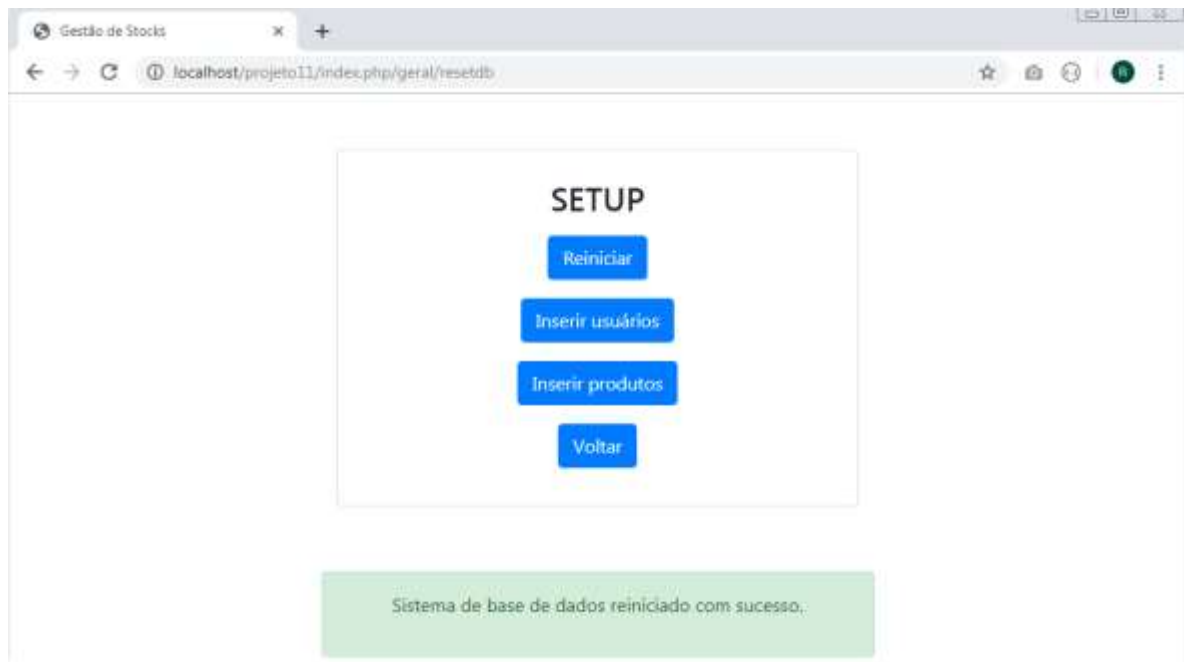 Gestão de Stocks
localhost/projeto11/index.php/geral/resetdb
R
SETUP
Reiniciar
Inserir usuários
Inserir produtos
Voltar
Sistema de base de dados reiniciado com sucesso.